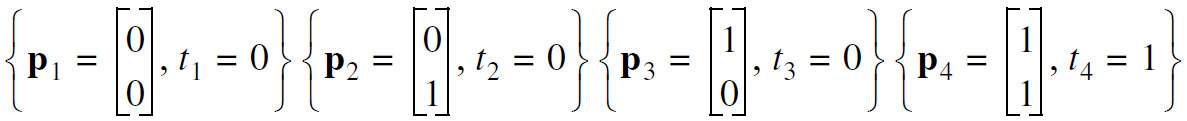 {p₁ = [0 0], t₁ = 0} {p₂ = [0 1], t₂ = 0} {p₃ = [1 0], t₃ = 0} {p₄ = [1 1], t₄ = 1}